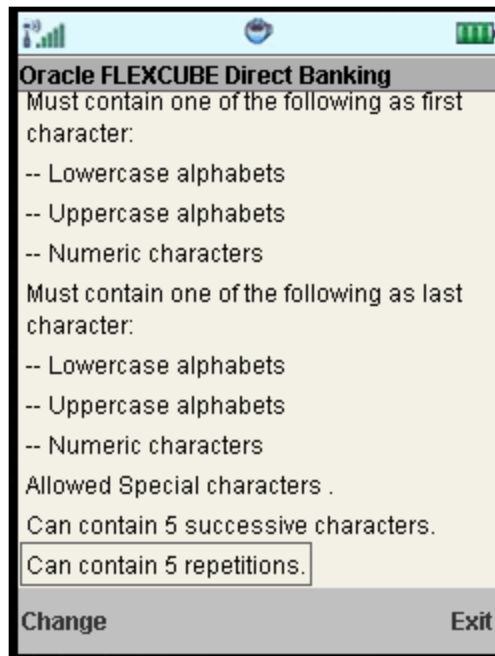 Oracle FLEXCUBE Direct Banking
Must contain one of the following as first
character:
-- Lowercase alphabets
-- Uppercase alphabets
-- Numeric characters
Must contain one of the following as last
character:
-- Lowercase alphabets
-- Uppercase alphabets
-- Numeric characters
Allowed Special characters .
Can contain 5 successive characters.
Can contain 5 repetitions.
Change Exit